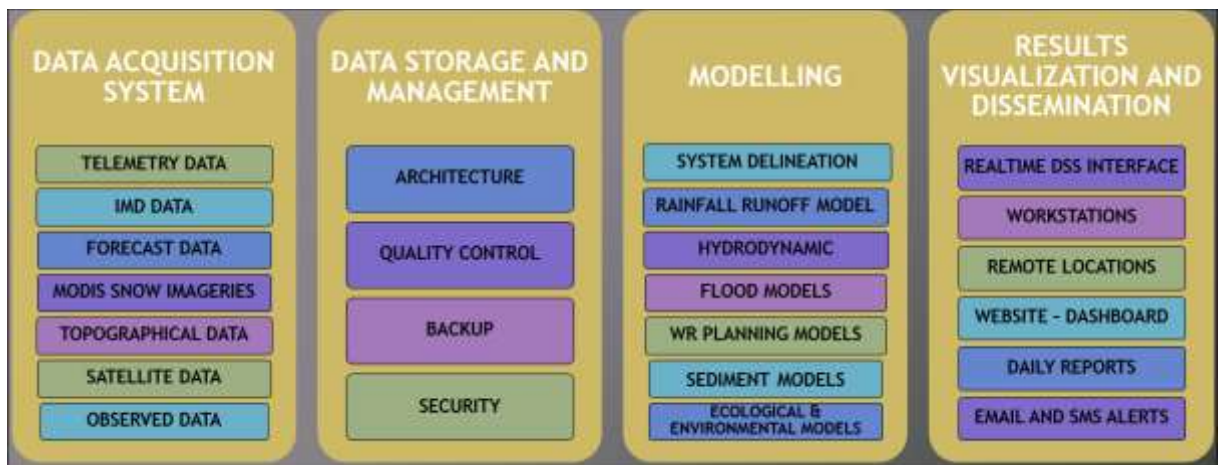 DATA ACQUISITION
SYSTEM
TELEMETRY DATA
IMD DATA
FORECAST DATA
MODIS SNOW IMAGERIES
TOPOGRAPHICAL DATA
SATELLITE DATA
OBSERVED DATA
DATA STORAGE AND
MANAGEMENT
ARCHITECTURE
QUALITY CONTROL
BACKUP
SECURITY
MODELLING
SYSTEM DELINEATION
RAINFALL RUNOFF MODEL
HYDRODYNAMIC
FLOOD MODELS
WR PLANNING MODELS
SEDIMENT MODELS
ECOLOGICAL &
ENVIRONMENTAL MODELS
RESULTS
VISUALIZATION AND
DISSEMINATION
REALTIME DSS INTERFACE
WORKSTATIONS
REMOTE LOCATIONS
WEBSITE - DASHBOARD
DAILY REPORTS
EMAIL AND SMS ALERTS